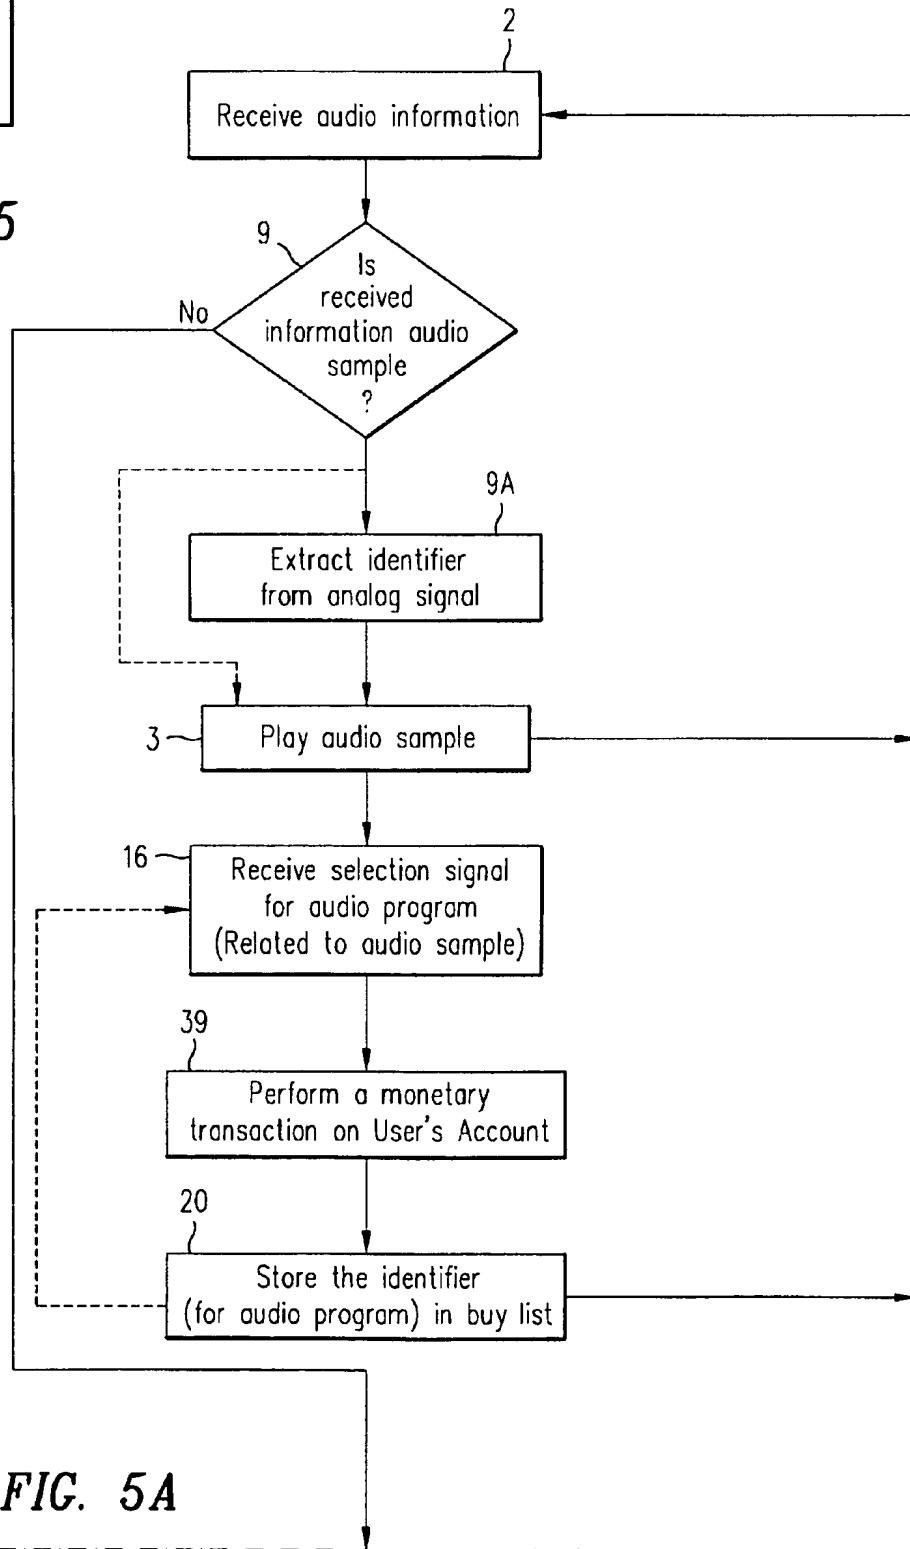 2
Receive audio information
5
9
Is
received
information audio
sample
?
No
9A
Extract identifier
from analog signal
3
Play audio sample
16
Receive selection signal
for audio program
(Related to audio sample)
39
Perform a monetary
transaction on User's Account
20
Store the identifier
(for audio program) in buy list
FIG. 5A